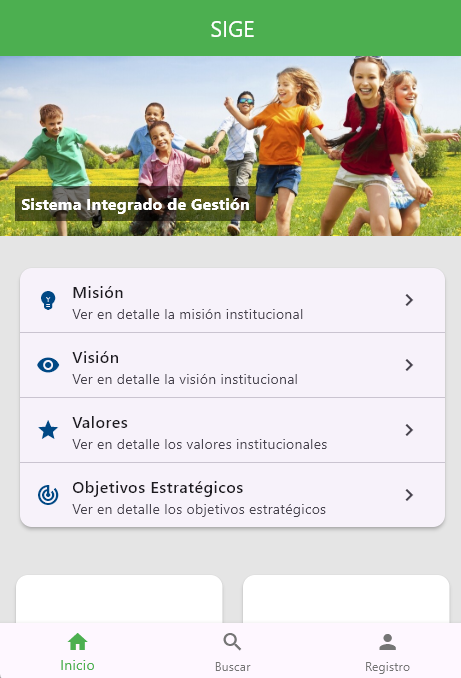 SIGE
Sistema Integrado de Gestión
Misión
Ver en detalle la misión institucional
Visión
Ver en detalle la visión institucional
Valores
Ver en detalle los valores institucionales
Objetivos Estratégicos
Ver en detalle los objetivos estratégicos
Inicio
Buscar
Registro